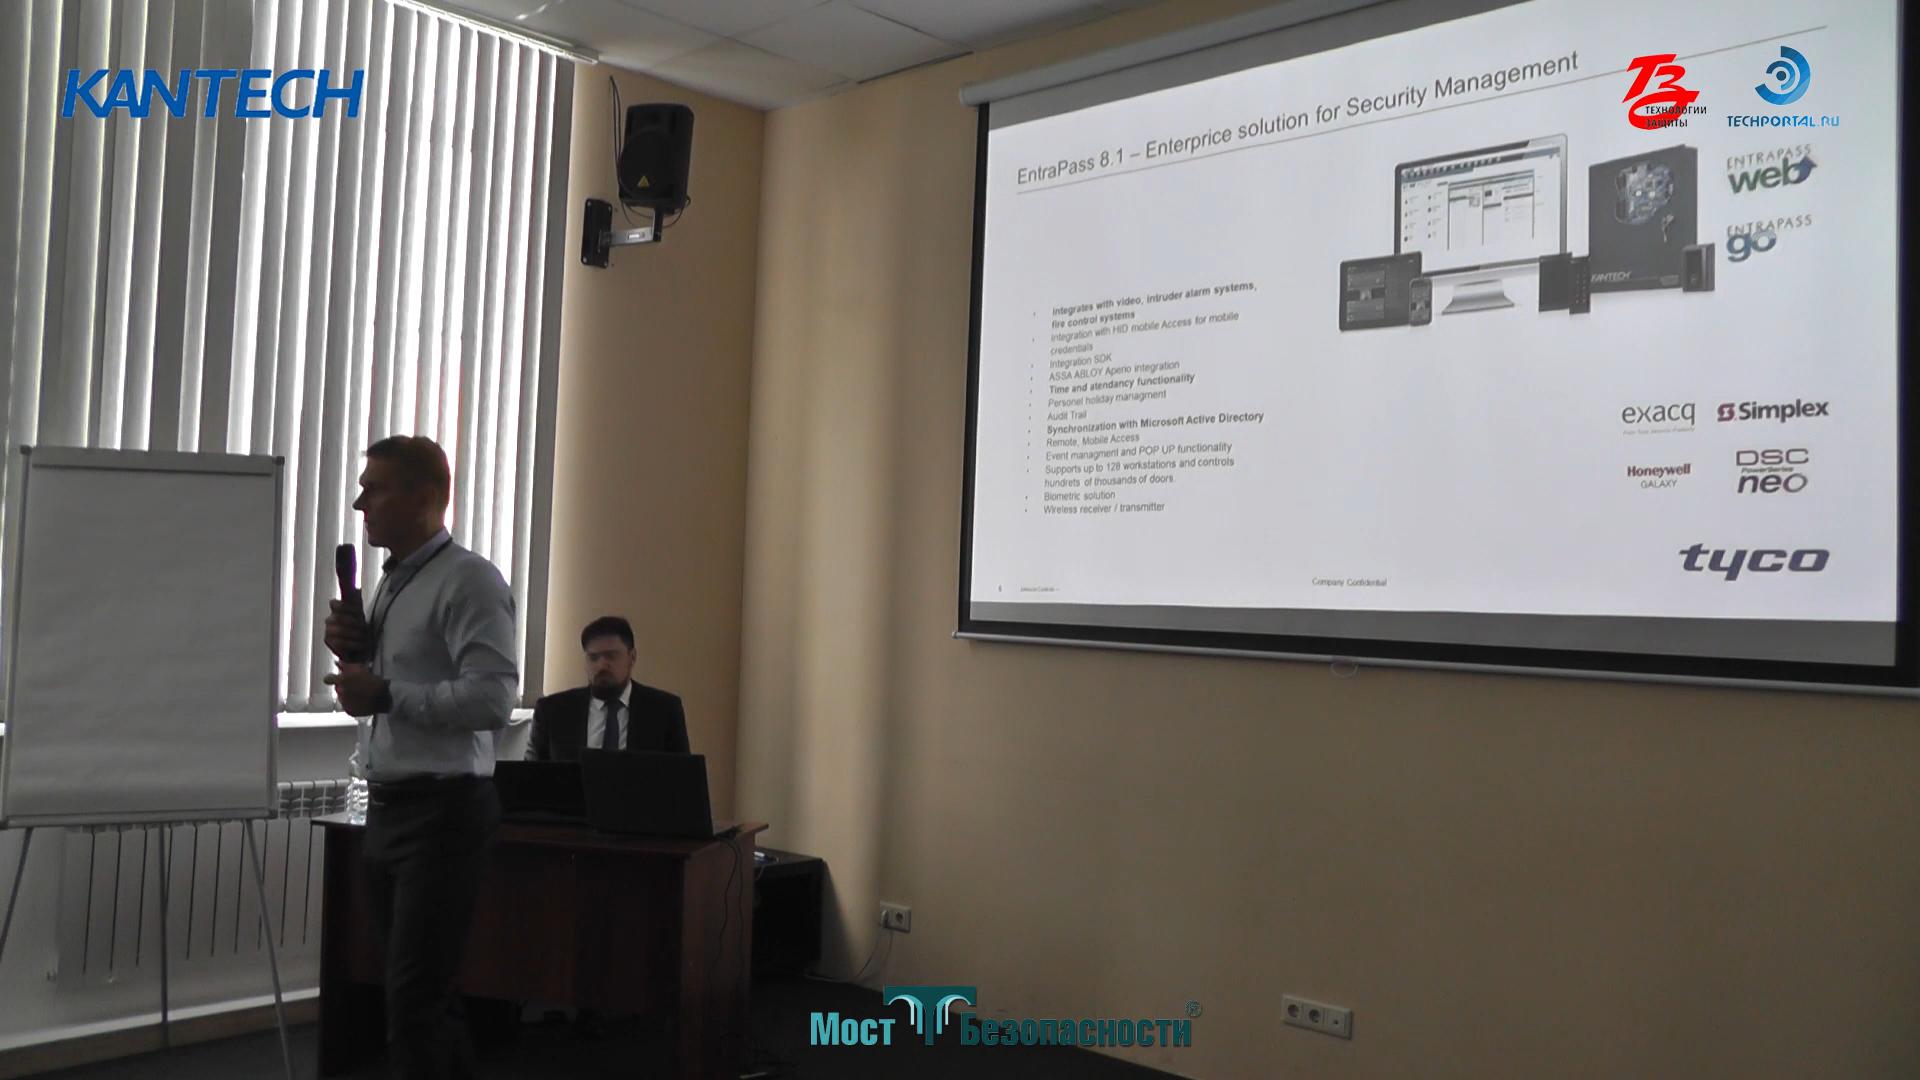 KANTECH
EntraPass 8.1 – Enterprice solution for Security Management
ТЗ
ТЕХНОЛОГИИ
ЗАЩИТЫ
TECHPORTAL.RU
ENTRAPASS
web
ENTRAPASS
go
KANTECH
Integrates with video, intruder alarm systems,
fire control systems
Integration with HID mobile Access for mobile
credentials
Integration SDK
ASSA ABLOY Aperio integration
Time and atendancy functionality
Personel holiday managment
Audit Trail
Synchronization with Microsoft Active Directory
Remote, Mobile Access
Event managment and POP UP functionality
Supports up to 128 workstations and controls
hundrets of thousands of doors.
Biometric solution
Wireless receiver / transmitter
exacq
Simplex
Honeywell
GALAXY
DSC
PowerSeries
neo
tyco
6
Company Confidential
Мост Безопасности®